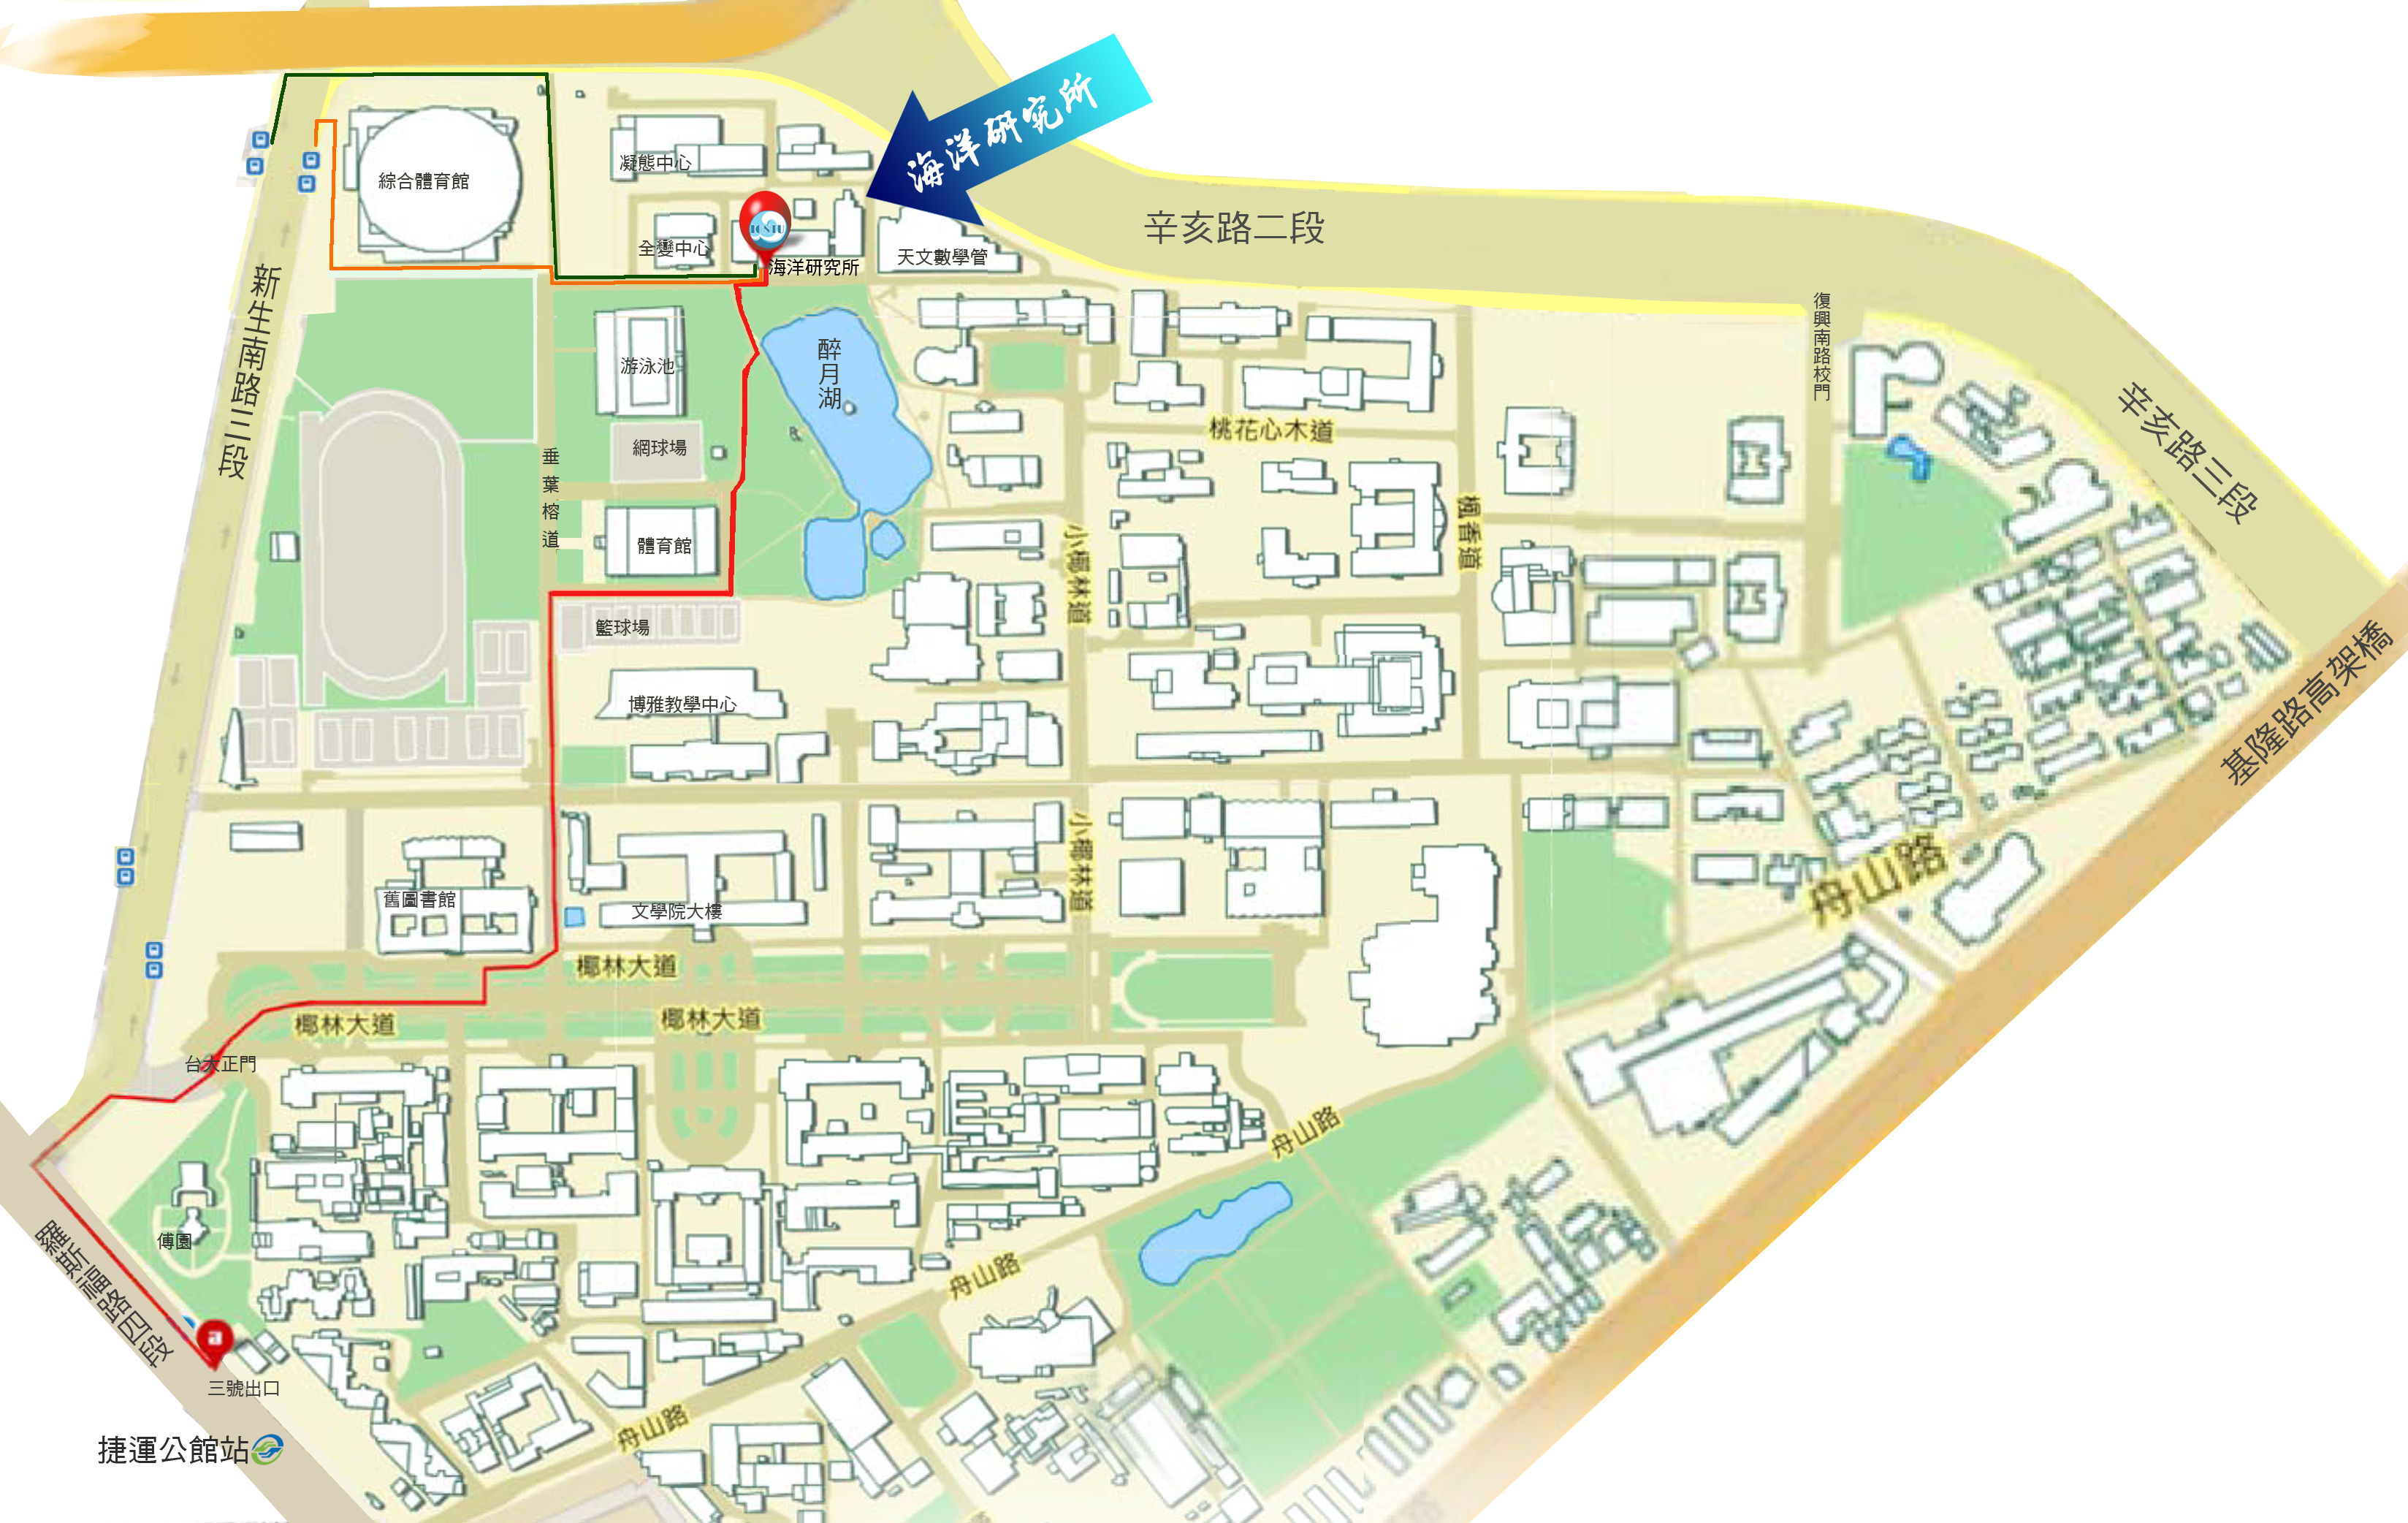 海洋研究所
凝態中心
綜合體育館
辛亥路二段
全變中心
海洋研究所
天文數學管
新生南路三段
復興南路校門
醉月湖
游泳池
辛亥路三段
桃花心木道
網球場
垂葉榕道
楓香道
小椰林道
體育館
籃球場
基隆路高架橋
博雅教學中心
小椰林道
舟山路
舊圖書館
文學院大樓
椰林大道
椰林大道
椰林大道
台大正門
舟山路
傅園
羅斯福路四段
舟山路
三號出口
舟山路
捷運公館站